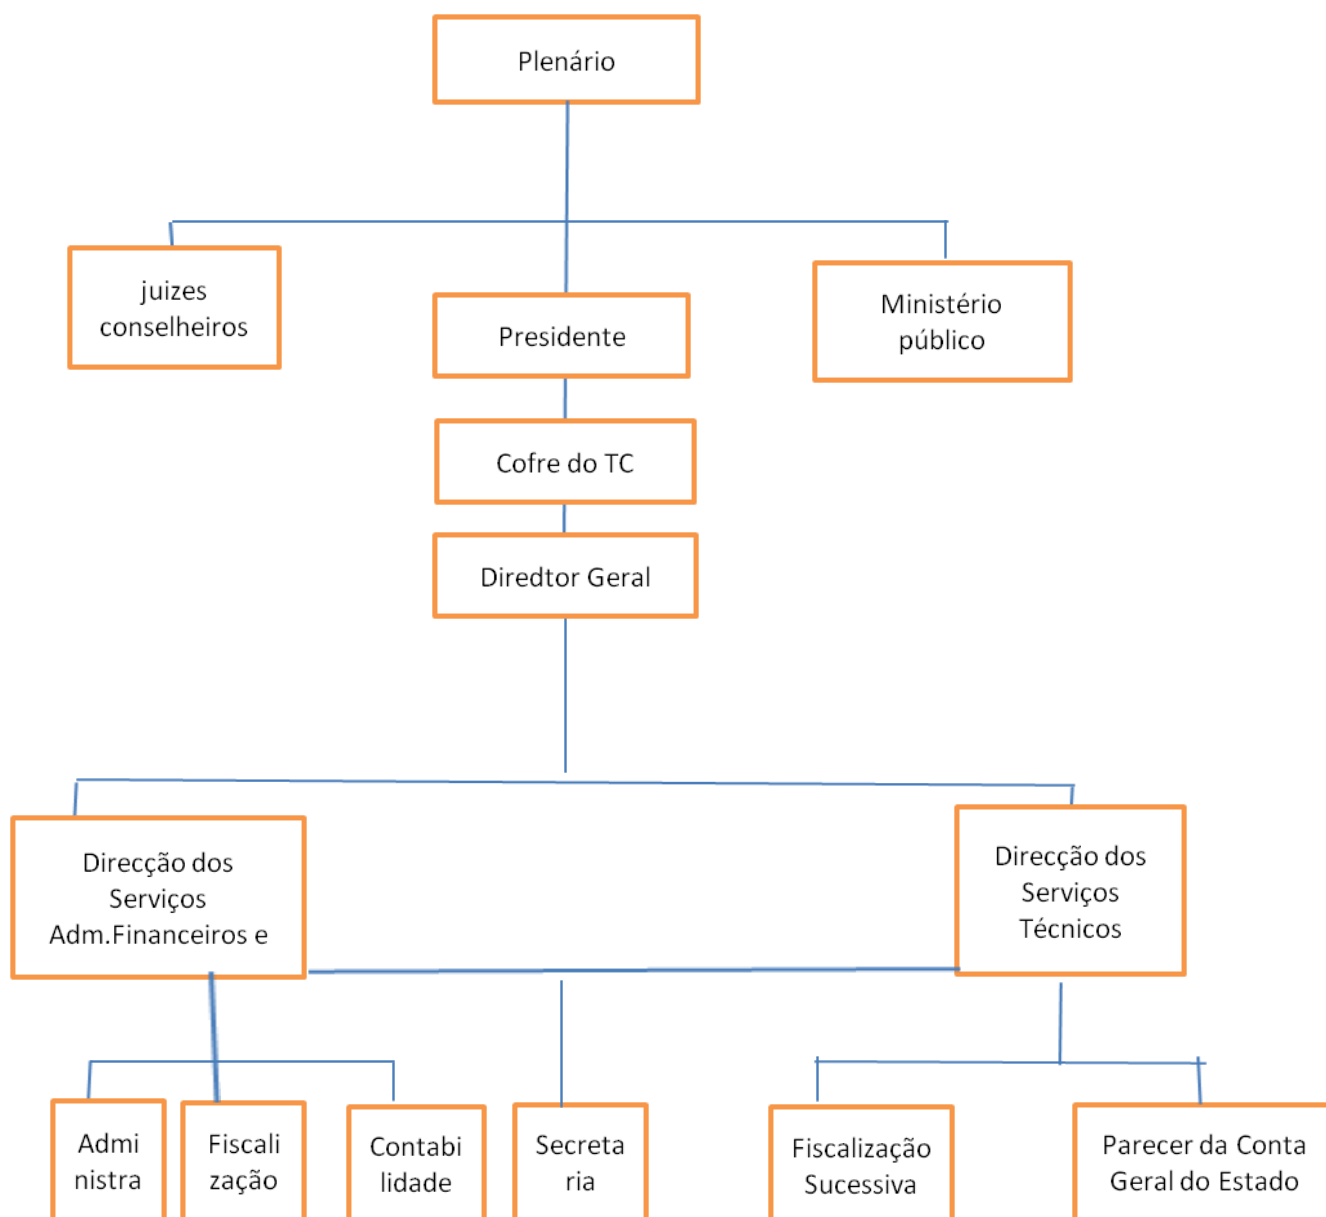 Plenário
juizes
conselheiros
Presidente
Ministério
público
Cofre do TC
Diredtor Geral
Direcção dos
Serviços
Adm.Financeiros e
Direcção dos
Serviços
Técnicos
Admi
nistra
Fiscali
zação
Contabi
lidade
Secreta
ria
Fiscalização
Sucessiva
Parecer da Conta
Geral do Estado